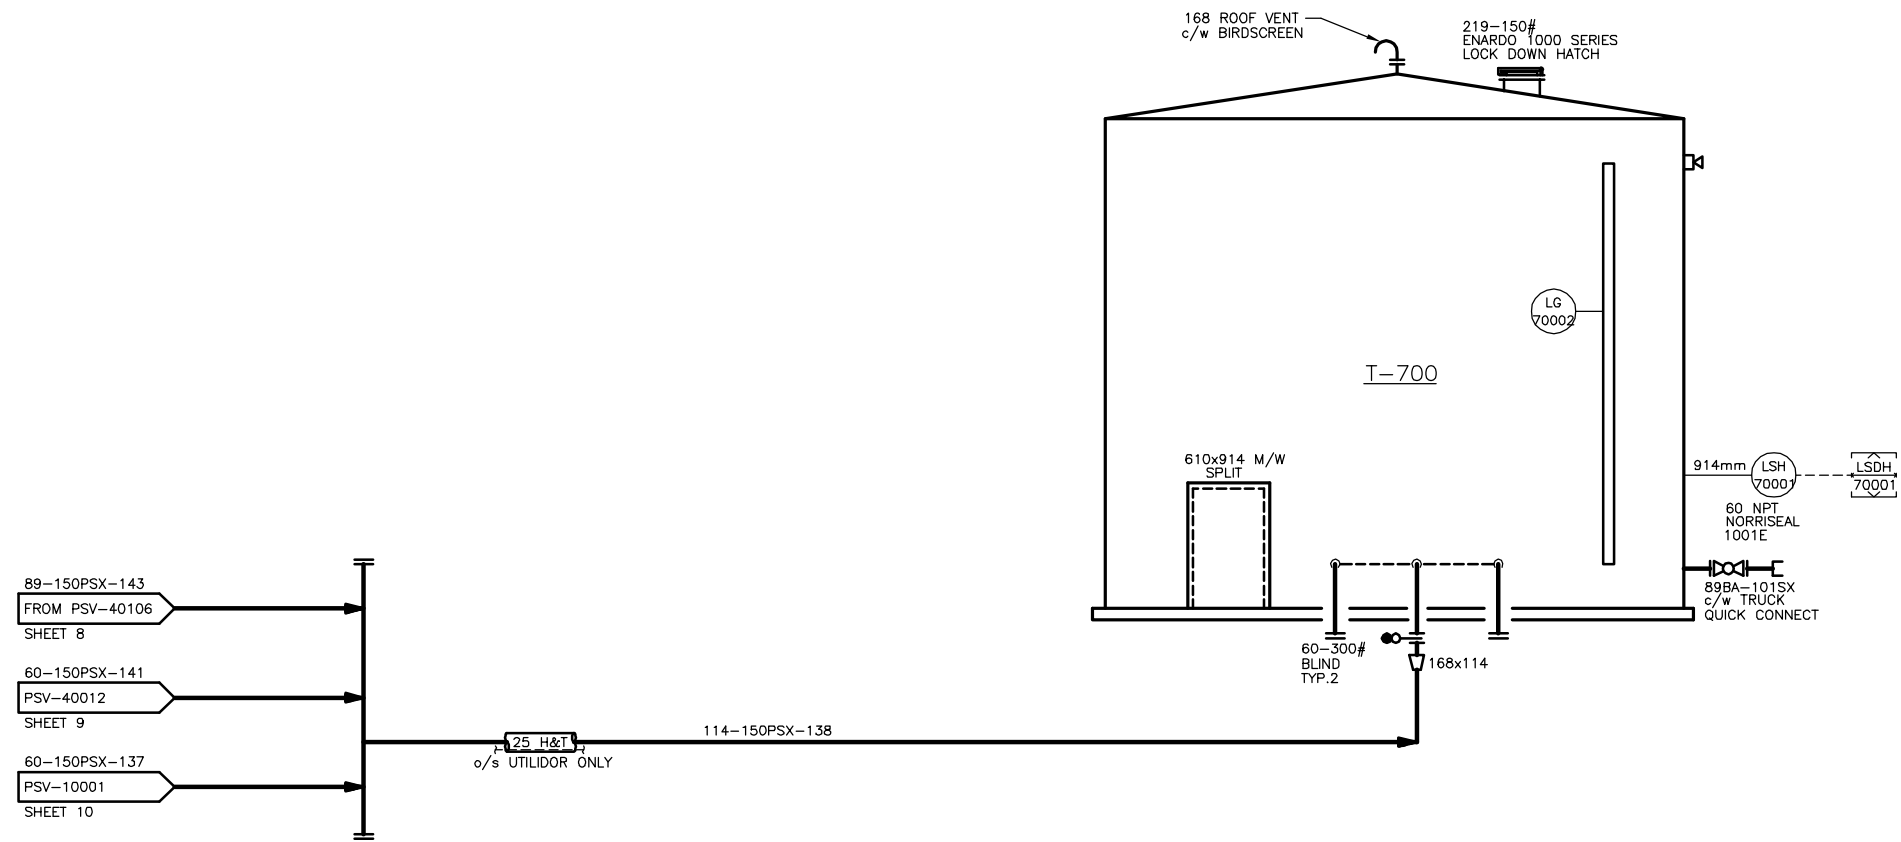 168 ROOF VENT
c/w BIRDSCREEN
219-150#
ENARDO 1000 SERIES
LOCK DOWN HATCH
LG
70002
T-700
610x914 M/W
SPLIT
914mm
LSH
70001
LSDH
70001
60 NPT
NORRISEAL
1001E
89BA-101SX
c/w TRUCK
QUICK CONNECT
89-150PSX-143
FROM PSV-40106
SHEET 8
60-300#
BLIND
TYP.2
168x114
60-150PSX-141
PSV-40012
SHEET 9
114-150PSX-138
25 H&T
o/s UTILIDOR ONLY
60-150PSX-137
PSV-10001
SHEET 10